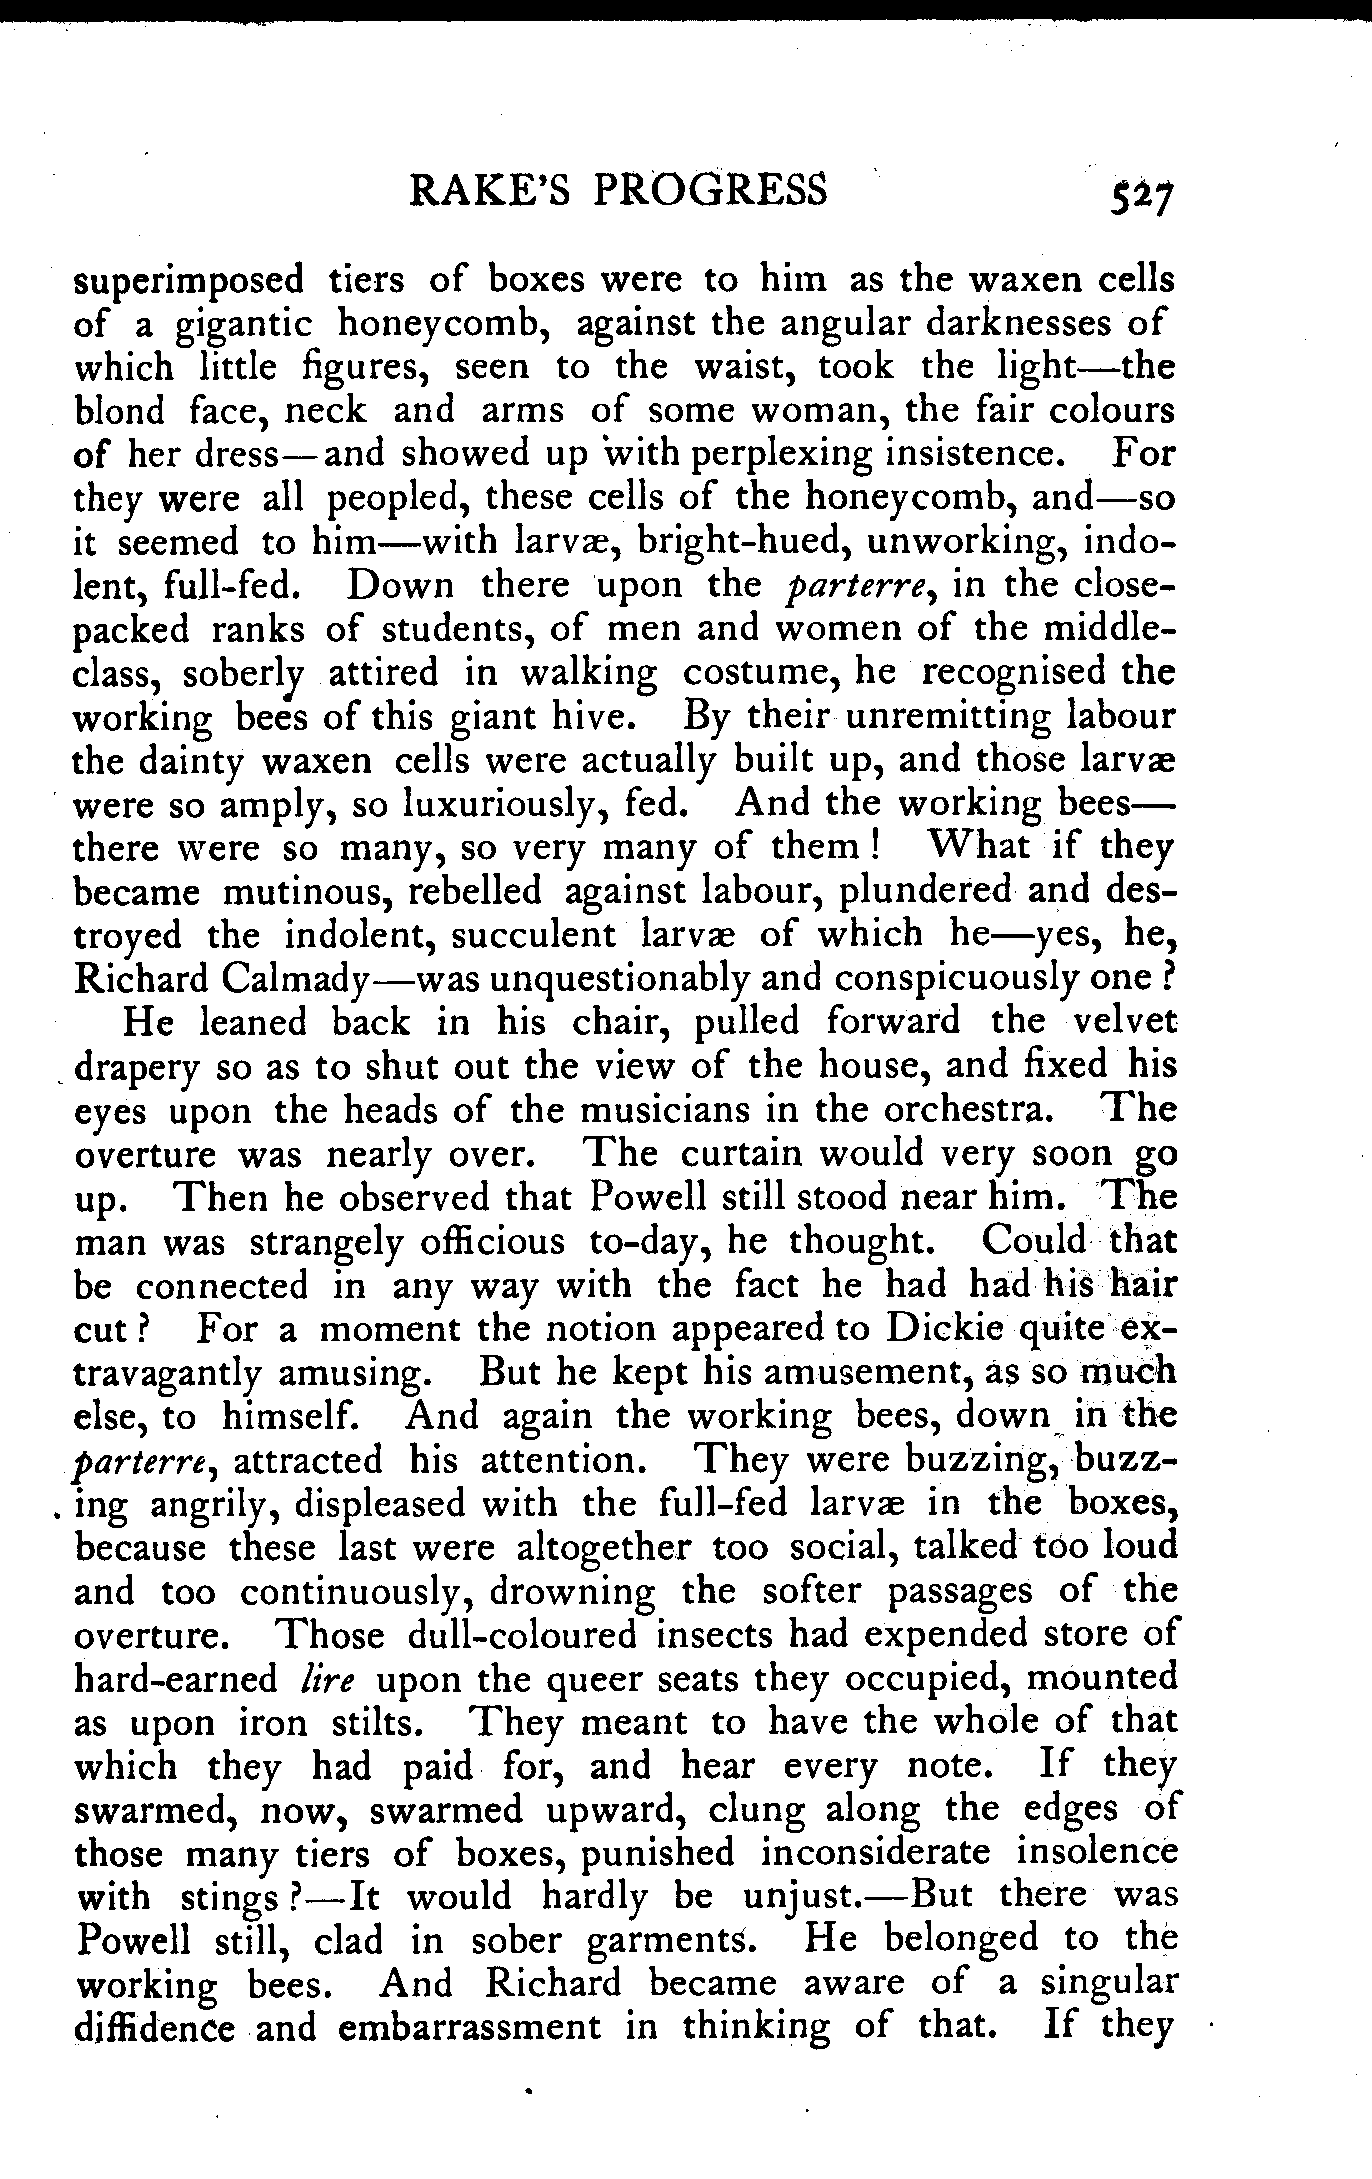 RAKE'S PROGRESS 527
superimposed tiers of boxes were to him as the waxen cells
of a gigantic honeycomb, against the angular darknesses of
which little figures, seen to the waist, took the light—the
blond face, neck and arms of some woman, the fair colours
of her dress—and showed up with perplexing insistence. For
they were all peopled, these cells of the honeycomb, and—so
it seemed to him—with larvæ, bright-hued, unworking, indo-
lent, full-fed. Down there upon the parterre, in the close-
packed ranks of students, of men and women of the middle-
class, soberly attired in walking costume, he recognised the
working bees of this giant hive. By their unremitting labour
the dainty waxen cells were actually built up, and those larvæ
were so amply, so luxuriously, fed. And the working bees—
there were so many, so very many of them! What if they
became mutinous, rebelled against labour, plundered and des-
troyed the indolent, succulent larvæ of which he—yes, he,
Richard Calmady—was unquestionably and conspicuously one?
He leaned back in his chair, pulled forward the velvet
drapery so as to shut out the view of the house, and fixed his
eyes upon the heads of the musicians in the orchestra. The
overture was nearly over. The curtain would very soon go
up. Then he observed that Powell still stood near him. The
man was strangely officious to-day, he thought. Could that
be connected in any way with the fact he had had his hair
cut? For a moment the notion appeared to Dickie quite ex-
travagantly amusing. But he kept his amusement, as so much
else, to himself. And again the working bees, down in the
parterre, attracted his attention. They were buzzing, buzz-
ing angrily, displeased with the full-fed larvæ in the boxes,
because these last were altogether too social, talked too loud
and too continuously, drowning the softer passages of the
overture. Those dull-coloured insects had expended store of
hard-earned lire upon the queer seats they occupied, mounted
as upon iron stilts. They meant to have the whole of that
which they had paid for, and hear every note. If they
swarmed, now, swarmed upward, clung along the edges of
those many tiers of boxes, punished inconsiderate insolence
with stings?—It would hardly be unjust.—But there was
Powell still, clad in sober garments. He belonged to the
working bees. And Richard became aware of a singular
diffidence and embarrassment in thinking of that. If they